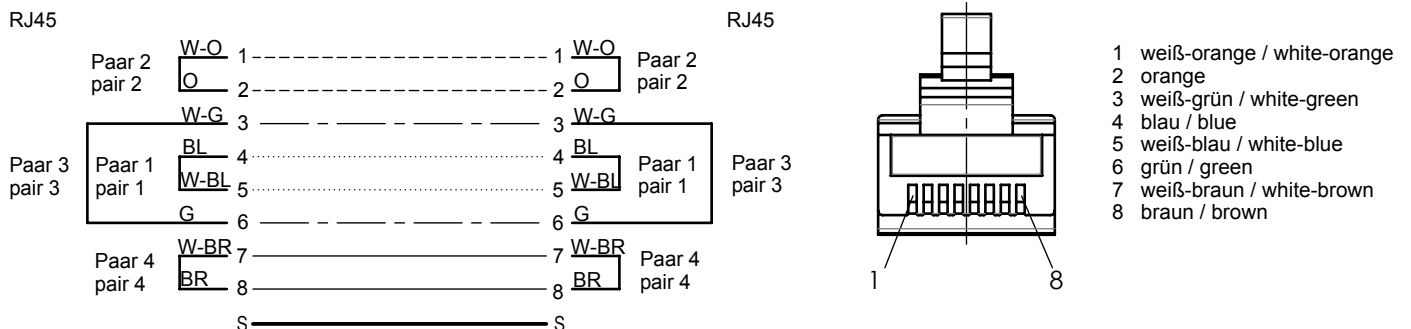 RJ45
RJ45
Paar 2
pair 2
W-O 1
1 W-O
Paar 2
pair 2
O 2
2 O
W-G 3
3 W-G
Paar 3
pair 3
Paar 1
pair 1
BL 4
4 BL
Paar 1
pair 1
Paar 3
pair 3
W-BL 5
5 W-BL
G 6
6 G
Paar 4
pair 4
W-BR 7
7 W-BR
Paar 4
pair 4
BR 8
8 BR
S
S
1
8
1 weiß-orange / white-orange
2 orange
3 weiß-grün / white-green
4 blau / blue
5 weiß-blau / white-blue
6 grün / green
7 weiß-braun / white-brown
8 braun / brown